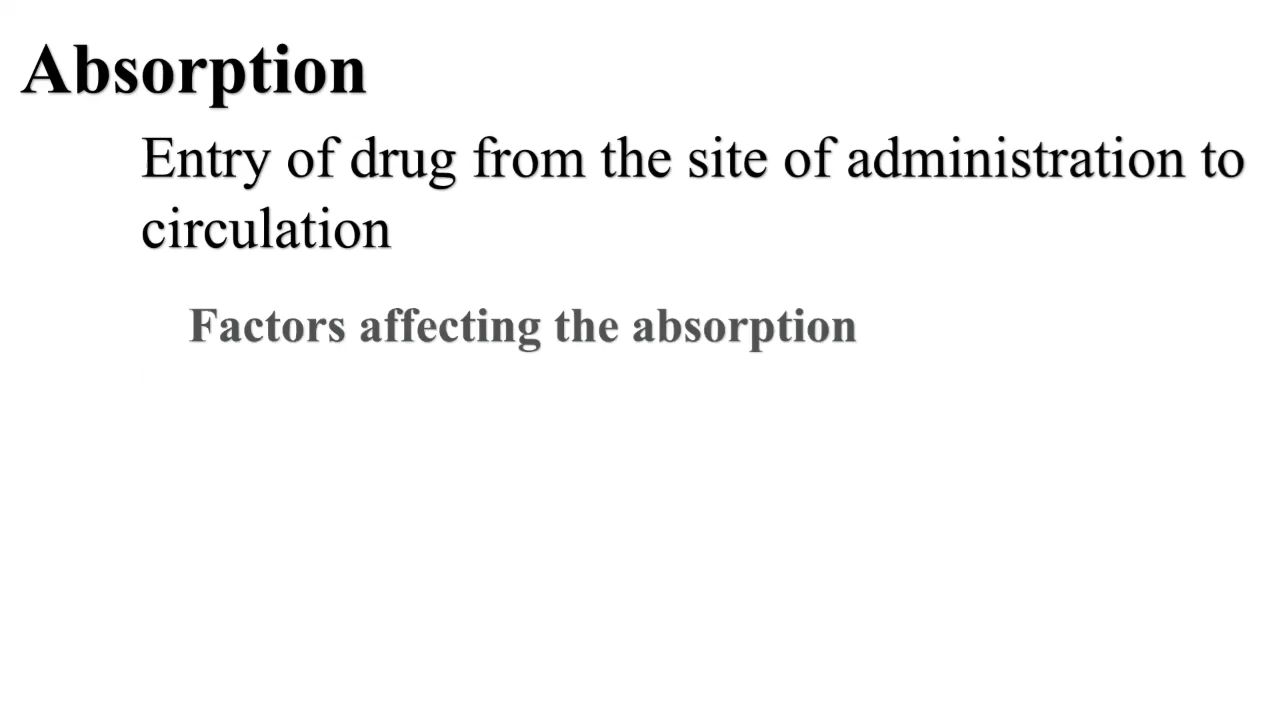 Absorption
Entry of drug from the site of administration to
circulation
Factors affecting the absorption